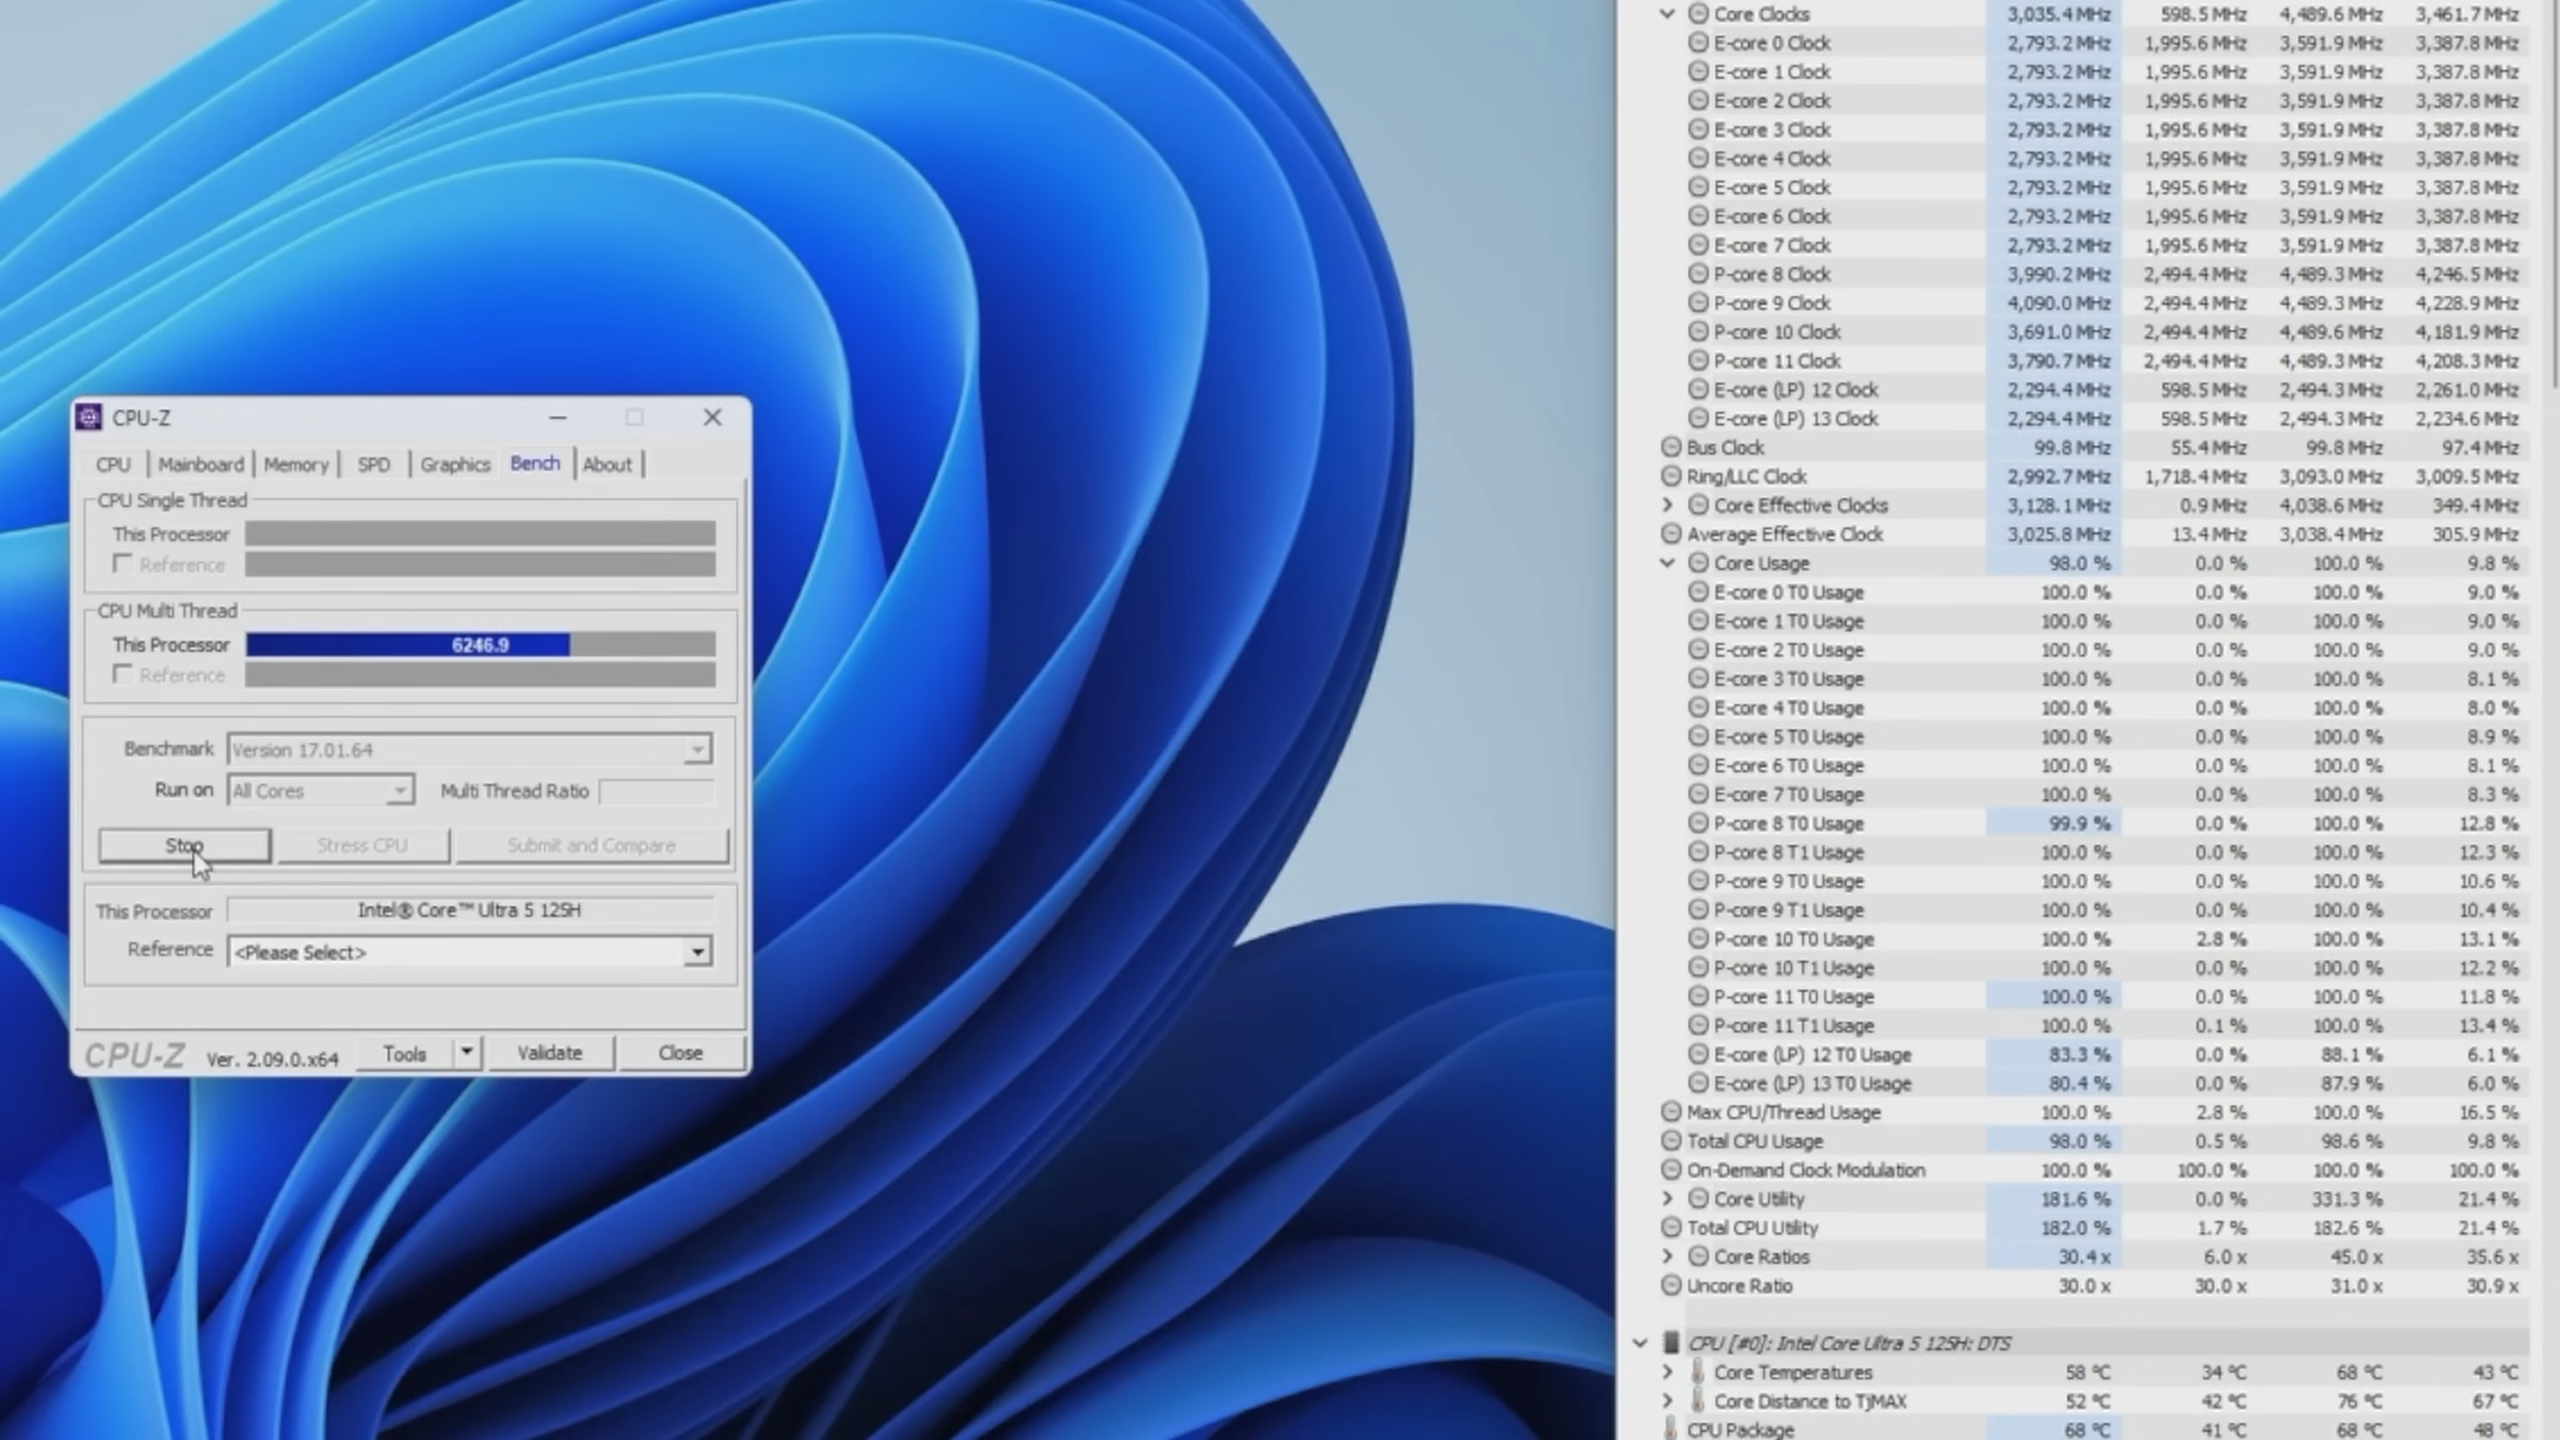 CPU-Z
CPU Mainboard Memory SPD Graphics Bench About
CPU Single Thread
This Processor
Reference
CPU Multi Thread
This Processor 6246.9
Reference
Benchmark Version 17.01.64
Run on All Cores Multi Thread Ratio
Stop Stress CPU Submit and Compare
This Processor Intel® Core™ Ultra 5 125H
Reference <Please Select>
CPU-Z Ver. 2.09.0.x64 Tools Validate Close
Core Clocks 3,035.4 MHz 598.5 MHz 4,489.6 MHz 3,461.7 MHz
E-core 0 Clock 2,793.2 MHz 1,995.6 MHz 3,591.9 MHz 3,387.8 MHz
E-core 1 Clock 2,793.2 MHz 1,995.6 MHz 3,591.9 MHz 3,387.8 MHz
E-core 2 Clock 2,793.2 MHz 1,995.6 MHz 3,591.9 MHz 3,387.8 MHz
E-core 3 Clock 2,793.2 MHz 1,995.6 MHz 3,591.9 MHz 3,387.8 MHz
E-core 4 Clock 2,793.2 MHz 1,995.6 MHz 3,591.9 MHz 3,387.8 MHz
E-core 5 Clock 2,793.2 MHz 1,995.6 MHz 3,591.9 MHz 3,387.8 MHz
E-core 6 Clock 2,793.2 MHz 1,995.6 MHz 3,591.9 MHz 3,387.8 MHz
E-core 7 Clock 2,793.2 MHz 1,995.6 MHz 3,591.9 MHz 3,387.8 MHz
P-core 8 Clock 3,990.2 MHz 2,494.4 MHz 4,489.3 MHz 4,246.5 MHz
P-core 9 Clock 4,090.0 MHz 2,494.4 MHz 4,489.3 MHz 4,228.9 MHz
P-core 10 Clock 3,691.0 MHz 2,494.4 MHz 4,489.6 MHz 4,181.9 MHz
P-core 11 Clock 3,790.7 MHz 2,494.4 MHz 4,489.3 MHz 4,208.3 MHz
E-core (LP) 12 Clock 2,294.4 MHz 598.5 MHz 2,494.3 MHz 2,261.0 MHz
E-core (LP) 13 Clock 2,294.4 MHz 598.5 MHz 2,494.3 MHz 2,234.6 MHz
Bus Clock 99.8 MHz 55.4 MHz 99.8 MHz 97.4 MHz
Ring/LLC Clock 2,992.7 MHz 1,718.4 MHz 3,093.0 MHz 3,009.5 MHz
Core Effective Clocks 3,128.1 MHz 0.9 MHz 4,038.6 MHz 349.4 MHz
Average Effective Clock 3,025.8 MHz 13.4 MHz 3,038.4 MHz 305.9 MHz
Core Usage 98.0 % 0.0 % 100.0 % 9.8 %
E-core 0 T0 Usage 100.0 % 0.0 % 100.0 % 9.0 %
E-core 1 T0 Usage 100.0 % 0.0 % 100.0 % 9.0 %
E-core 2 T0 Usage 100.0 % 0.0 % 100.0 % 9.0 %
E-core 3 T0 Usage 100.0 % 0.0 % 100.0 % 8.1 %
E-core 4 T0 Usage 100.0 % 0.0 % 100.0 % 8.0 %
E-core 5 T0 Usage 100.0 % 0.0 % 100.0 % 8.9 %
E-core 6 T0 Usage 100.0 % 0.0 % 100.0 % 8.1 %
E-core 7 T0 Usage 100.0 % 0.0 % 100.0 % 8.3 %
P-core 8 T0 Usage 99.9 % 0.0 % 100.0 % 12.8 %
P-core 8 T1 Usage 100.0 % 0.0 % 100.0 % 12.3 %
P-core 9 T0 Usage 100.0 % 0.0 % 100.0 % 10.6 %
P-core 9 T1 Usage 100.0 % 0.0 % 100.0 % 10.4 %
P-core 10 T0 Usage 100.0 % 2.8 % 100.0 % 13.1 %
P-core 10 T1 Usage 100.0 % 0.0 % 100.0 % 12.2 %
P-core 11 T0 Usage 100.0 % 0.0 % 100.0 % 11.8 %
P-core 11 T1 Usage 100.0 % 0.1 % 100.0 % 13.4 %
E-core (LP) 12 T0 Usage 83.3 % 0.0 % 88.1 % 6.1 %
E-core (LP) 13 T0 Usage 80.4 % 0.0 % 87.9 % 6.0 %
Max CPU/Thread Usage 100.0 % 2.8 % 100.0 % 16.5 %
Total CPU Usage 98.0 % 0.5 % 98.6 % 9.8 %
On-Demand Clock Modulation 100.0 % 100.0 % 100.0 % 100.0 %
Core Utility 181.6 % 0.0 % 331.3 % 21.4 %
Total CPU Utility 182.0 % 1.7 % 182.6 % 21.4 %
Core Ratios 30.4 x 6.0 x 45.0 x 35.6 x
Uncore Ratio 30.0 x 30.0 x 31.0 x 30.9 x
CPU [#0]: Intel Core Ultra 5 125H: DTS
Core Temperatures 58 °C 34 °C 68 °C 43 °C
Core Distance to TjMAX 52 °C 42 °C 76 °C 67 °C
CPU Package 68 °C 41 °C 68 °C 48 °C